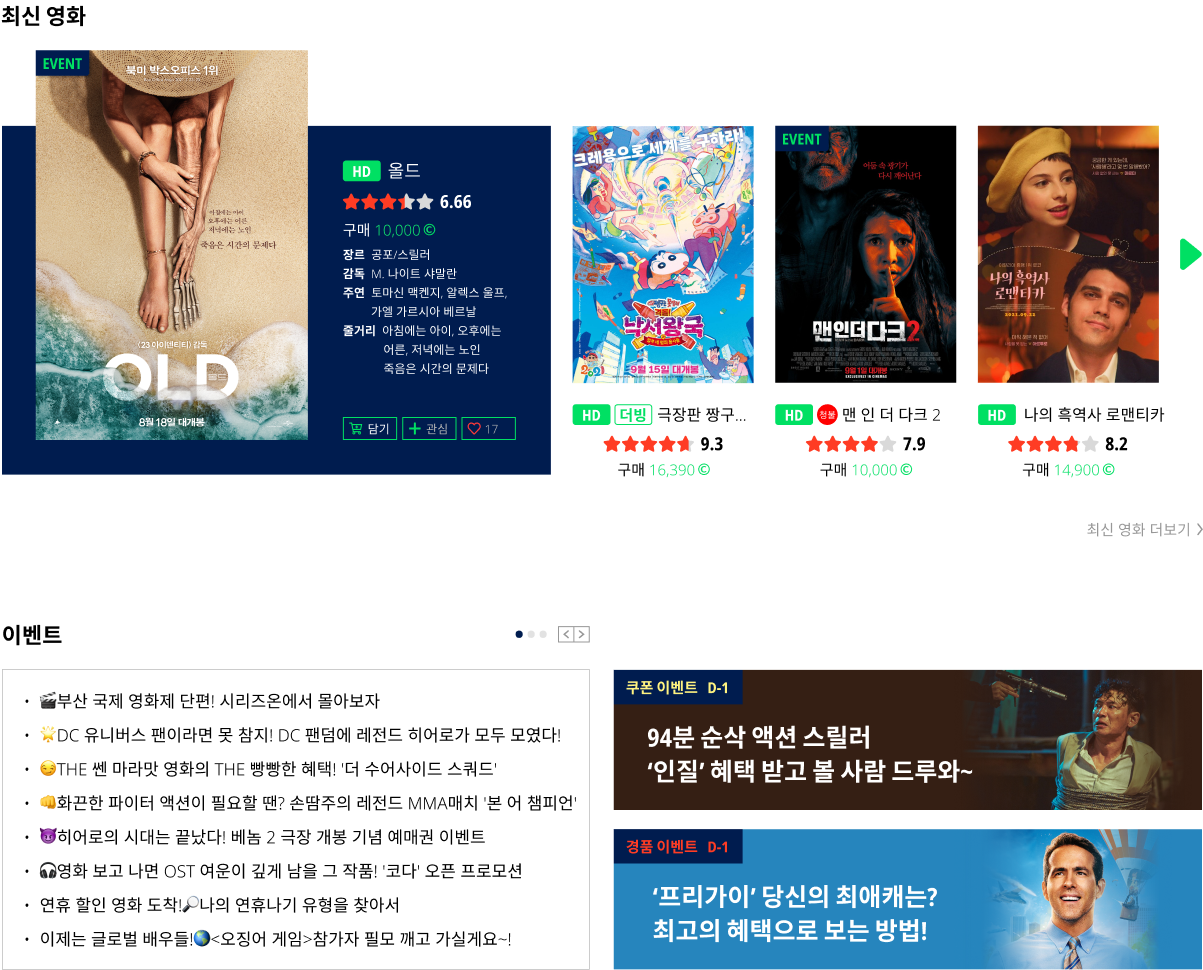 최신 영화
EVENT
북미 박스오피스 1위
아침에는 아이
오후에는 어른
저녁에는 노인
죽음은 시간의 문제다
〈23 아이덴티티〉 감독
OLD
올드
8월 18일 대개봉
HD 올드
6.66
구매 10,000 ©
장르 공포/스릴러
감독 M. 나이트 샤말란
주연 토마신 맥켄지, 알렉스 울프,
가엘 가르시아 베르날
줄거리 아침에는 아이, 오후에는
어른, 저녁에는 노인
죽음은 시간의 문제다
담기
관심
17
크레용으로 세계를 구하라!
낙서왕국
2021
9월 15일 대개봉
HD 더빙 극장판 짱구...
9.3
구매 16,390 ©
EVENT
어둠 속 광기가
다시 깨어난다
맨인더다크2
9월 1일 대개봉
EXCLUSIVELY IN CINEMAS
HD 청불 맨 인 더 다크 2
7.9
구매 10,000 ©
나의 흑역사
로맨티카
HD 나의 흑역사 로맨티카
8.2
구매 14,900 ©
최신 영화 더보기 >
이벤트
< >
• 🎬부산 국제 영화제 단편! 시리즈온에서 몰아보자
• 🌟DC 유니버스 팬이라면 못 참지! DC 팬덤에 레전드 히어로가 모두 모였다!
• 😏THE 쎈 마라맛 영화의 THE 빵빵한 혜택! '더 수어사이드 스쿼드'
• 👊화끈한 파이터 액션이 필요할 땐? 손땀주의 레전드 MMA매치 '본 어 챔피언'
• 😈히어로의 시대는 끝났다! 베놈 2 극장 개봉 기념 예매권 이벤트
• 🎧영화 보고 나면 OST 여운이 깊게 남을 그 작품! '코다' 오픈 프로모션
• 연휴 할인 영화 도착!🔎나의 연휴나기 유형을 찾아서
• 이제는 글로벌 배우들!🌎<오징어 게임>참가자 필모 깨고 가실게요~!
쿠폰 이벤트 D-1
94분 순삭 액션 스릴러
‘인질’ 혜택 받고 볼 사람 드루와~
경품 이벤트 D-1
‘프리가이’ 당신의 최애캐는?
최고의 혜택으로 보는 방법!